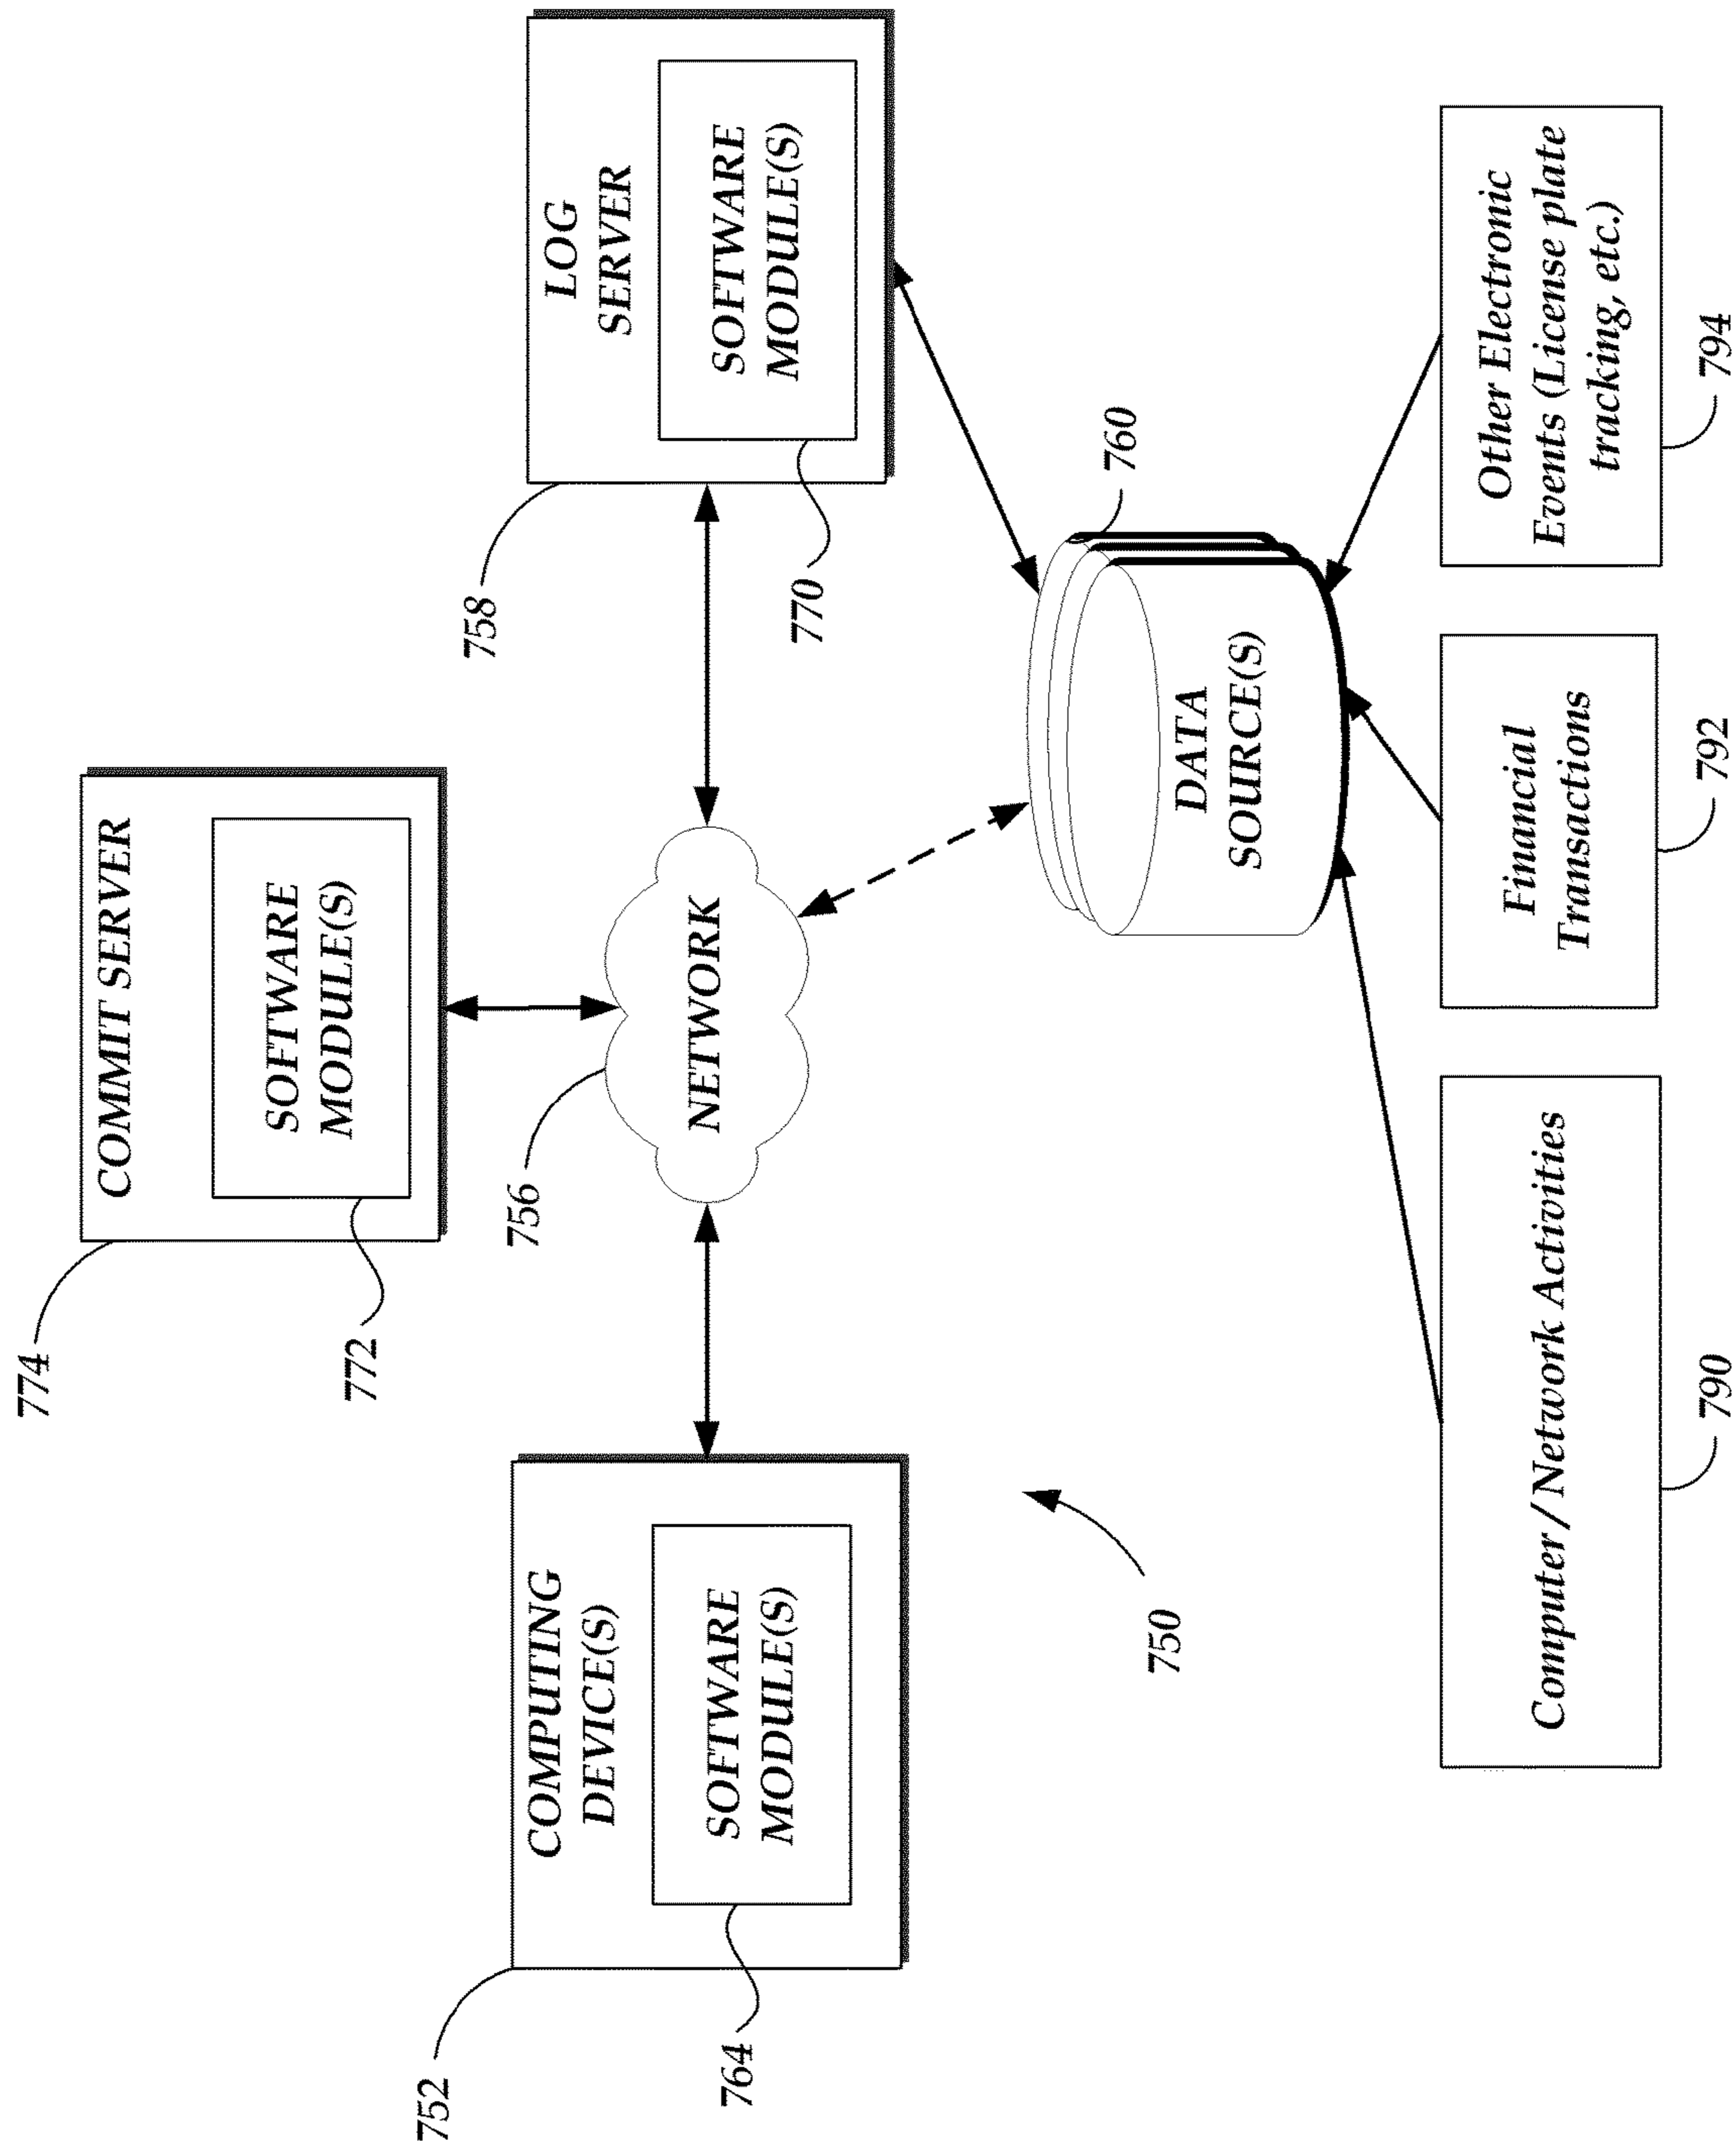 774
COMMIT SERVER
SOFTWARE
MODULE(S)
772
752
COMPUTING
DEVICE(S)
SOFTWARE
MODULE(S)
764
756
NETWORK
758
LOG
SERVER
SOFTWARE
MODULE(S)
770
760
DATA
SOURCE(S)
750
Computer/Network Activities
790
Financial
Transactions
792
Other Electronic
Events (License plate
tracking, etc.)
794